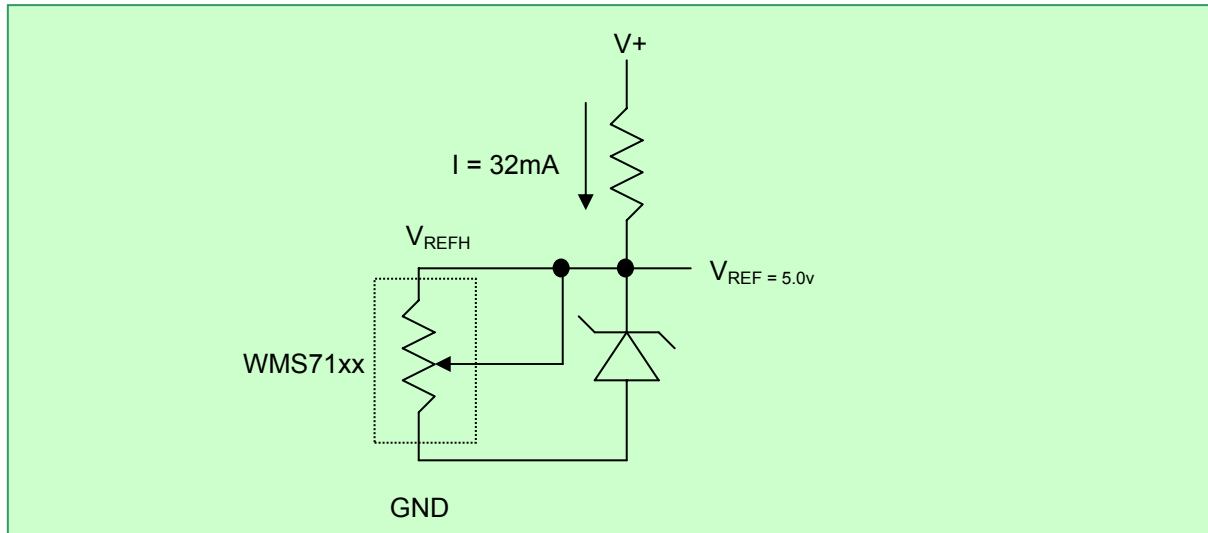 V+
I = 32mA
VREFH
VREF = 5.0v
WMS71xx
GND